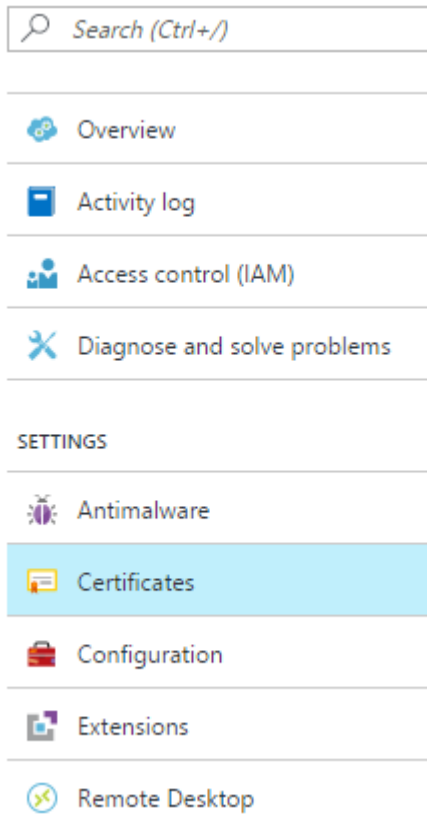 Search (Ctrl+/)
Overview
Activity log
Access control (IAM)
Diagnose and solve problems
SETTINGS
Antimalware
Certificates
Configuration
Extensions
Remote Desktop